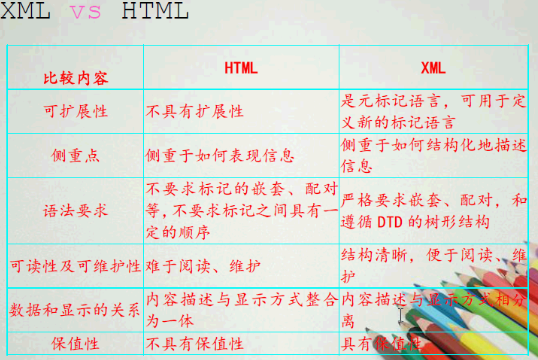 XML vs HTML
比较内容 HTML XML
可扩展性 不具有扩展性 是元标记语言，可用于定
义新的标记语言
侧重点 侧重于如何表现信息 侧重于如何结构化地描述
信息
语法要求 不要求标记的嵌套、配对
等,不要求标记之间具有一
定的顺序
严格要求嵌套、配对，和
遵循 DTD 的树形结构
可读性及可维护性 难于阅读、维护 结构清晰，便于阅读、维
护
数据和显示的关系 内容描述与显示方式整合
为一体
内容描述与显示方式相分
离
保值性 不具有保值性 具有保值性